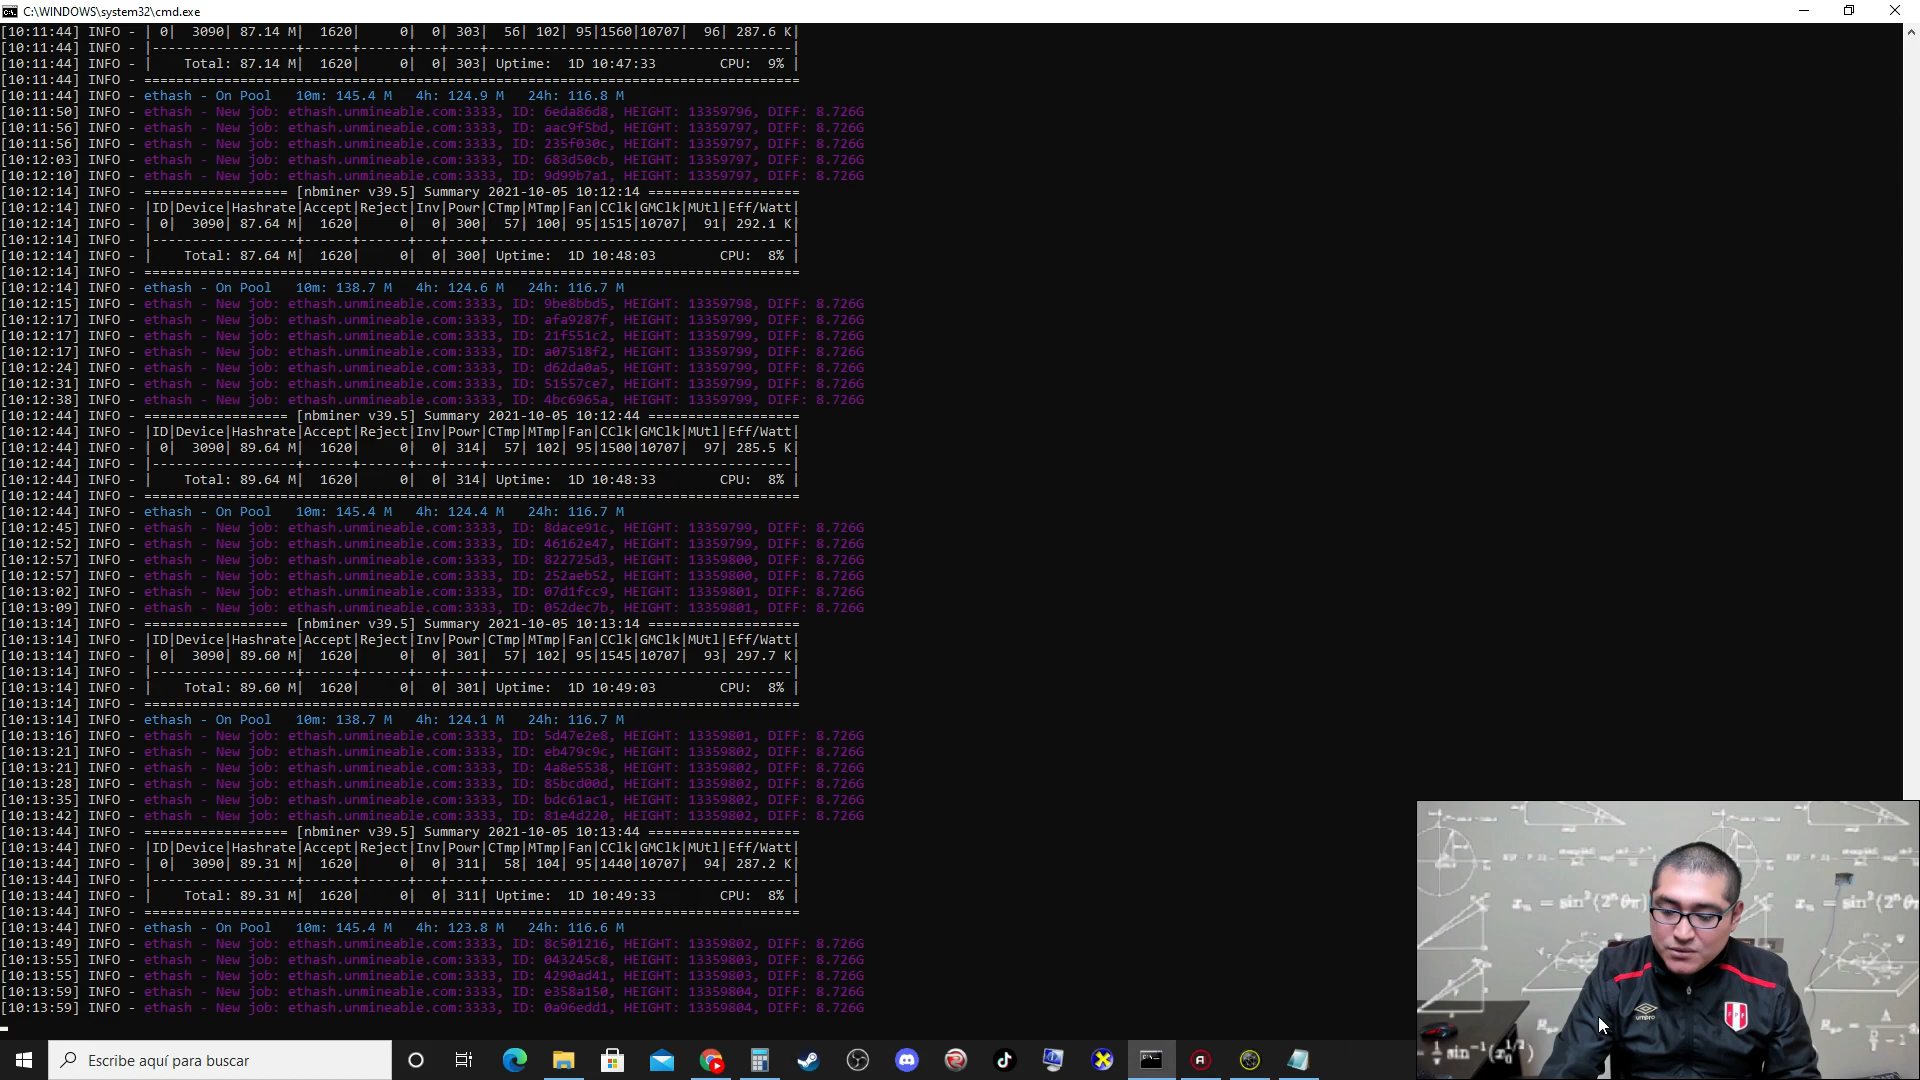 C:\WINDOWS\system32\cmd.exe
[10:11:44] INFO - | 0| 3090| 87.14 M| 1620| 0| 0| 303| 56| 102| 95|1560|10707| 96| 287.6 K|
[10:11:44] INFO - |------------------+------+------+---+----+--------------------------------------|
[10:11:44] INFO - | Total: 87.14 M| 1620| 0| 0| 303| Uptime: 1D 10:47:33 CPU: 9% |
[10:11:44] INFO - ==================================================================================
[10:11:44] INFO - ethash - On Pool 10m: 145.4 M 4h: 124.9 M 24h: 116.8 M
[10:11:50] INFO - ethash - New job: ethash.unmineable.com:3333, ID: 6eda86d8, HEIGHT: 13359796, DIFF: 8.726G
[10:11:56] INFO - ethash - New job: ethash.unmineable.com:3333, ID: aac9f5bd, HEIGHT: 13359797, DIFF: 8.726G
[10:11:56] INFO - ethash - New job: ethash.unmineable.com:3333, ID: 235f030c, HEIGHT: 13359797, DIFF: 8.726G
[10:12:03] INFO - ethash - New job: ethash.unmineable.com:3333, ID: 683d50cb, HEIGHT: 13359797, DIFF: 8.726G
[10:12:10] INFO - ethash - New job: ethash.unmineable.com:3333, ID: 9d99b7a1, HEIGHT: 13359797, DIFF: 8.726G
[10:12:14] INFO - ================== [nbminer v39.5] Summary 2021-10-05 10:12:14 ===================
[10:12:14] INFO - |ID|Device|Hashrate|Accept|Reject|Inv|Powr|CTmp|MTmp|Fan|CClk|GMClk|MUtl|Eff/Watt|
[10:12:14] INFO - | 0| 3090| 87.64 M| 1620| 0| 0| 300| 57| 100| 95|1515|10707| 91| 292.1 K|
[10:12:14] INFO - |------------------+------+------+---+----+--------------------------------------|
[10:12:14] INFO - | Total: 87.64 M| 1620| 0| 0| 300| Uptime: 1D 10:48:03 CPU: 8% |
[10:12:14] INFO - ==================================================================================
[10:12:14] INFO - ethash - On Pool 10m: 138.7 M 4h: 124.6 M 24h: 116.7 M
[10:12:15] INFO - ethash - New job: ethash.unmineable.com:3333, ID: 9be8bbd5, HEIGHT: 13359798, DIFF: 8.726G
[10:12:17] INFO - ethash - New job: ethash.unmineable.com:3333, ID: afa9287f, HEIGHT: 13359799, DIFF: 8.726G
[10:12:17] INFO - ethash - New job: ethash.unmineable.com:3333, ID: 21f551c2, HEIGHT: 13359799, DIFF: 8.726G
[10:12:17] INFO - ethash - New job: ethash.unmineable.com:3333, ID: a07518f2, HEIGHT: 13359799, DIFF: 8.726G
[10:12:24] INFO - ethash - New job: ethash.unmineable.com:3333, ID: d62da0a5, HEIGHT: 13359799, DIFF: 8.726G
[10:12:31] INFO - ethash - New job: ethash.unmineable.com:3333, ID: 51557ce7, HEIGHT: 13359799, DIFF: 8.726G
[10:12:38] INFO - ethash - New job: ethash.unmineable.com:3333, ID: 4bc6965a, HEIGHT: 13359799, DIFF: 8.726G
[10:12:44] INFO - ================== [nbminer v39.5] Summary 2021-10-05 10:12:44 ===================
[10:12:44] INFO - |ID|Device|Hashrate|Accept|Reject|Inv|Powr|CTmp|MTmp|Fan|CClk|GMClk|MUtl|Eff/Watt|
[10:12:44] INFO - | 0| 3090| 89.64 M| 1620| 0| 0| 314| 57| 102| 95|1500|10707| 97| 285.5 K|
[10:12:44] INFO - |------------------+------+------+---+----+--------------------------------------|
[10:12:44] INFO - | Total: 89.64 M| 1620| 0| 0| 314| Uptime: 1D 10:48:33 CPU: 8% |
[10:12:44] INFO - ==================================================================================
[10:12:44] INFO - ethash - On Pool 10m: 145.4 M 4h: 124.4 M 24h: 116.7 M
[10:12:45] INFO - ethash - New job: ethash.unmineable.com:3333, ID: 8dace91c, HEIGHT: 13359799, DIFF: 8.726G
[10:12:52] INFO - ethash - New job: ethash.unmineable.com:3333, ID: 46162e47, HEIGHT: 13359799, DIFF: 8.726G
[10:12:57] INFO - ethash - New job: ethash.unmineable.com:3333, ID: 822725d3, HEIGHT: 13359800, DIFF: 8.726G
[10:12:57] INFO - ethash - New job: ethash.unmineable.com:3333, ID: 252aeb52, HEIGHT: 13359800, DIFF: 8.726G
[10:13:02] INFO - ethash - New job: ethash.unmineable.com:3333, ID: 07d1fcc9, HEIGHT: 13359801, DIFF: 8.726G
[10:13:09] INFO - ethash - New job: ethash.unmineable.com:3333, ID: 052dec7b, HEIGHT: 13359801, DIFF: 8.726G
[10:13:14] INFO - ================== [nbminer v39.5] Summary 2021-10-05 10:13:14 ===================
[10:13:14] INFO - |ID|Device|Hashrate|Accept|Reject|Inv|Powr|CTmp|MTmp|Fan|CClk|GMClk|MUtl|Eff/Watt|
[10:13:14] INFO - | 0| 3090| 89.60 M| 1620| 0| 0| 301| 57| 102| 95|1545|10707| 93| 297.7 K|
[10:13:14] INFO - |------------------+------+------+---+----+--------------------------------------|
[10:13:14] INFO - | Total: 89.60 M| 1620| 0| 0| 301| Uptime: 1D 10:49:03 CPU: 8% |
[10:13:14] INFO - ==================================================================================
[10:13:14] INFO - ethash - On Pool 10m: 138.7 M 4h: 124.1 M 24h: 116.7 M
[10:13:16] INFO - ethash - New job: ethash.unmineable.com:3333, ID: 5d47e2e8, HEIGHT: 13359801, DIFF: 8.726G
[10:13:21] INFO - ethash - New job: ethash.unmineable.com:3333, ID: eb479c9c, HEIGHT: 13359802, DIFF: 8.726G
[10:13:21] INFO - ethash - New job: ethash.unmineable.com:3333, ID: 4a8e5538, HEIGHT: 13359802, DIFF: 8.726G
[10:13:28] INFO - ethash - New job: ethash.unmineable.com:3333, ID: 85bcd00d, HEIGHT: 13359802, DIFF: 8.726G
[10:13:35] INFO - ethash - New job: ethash.unmineable.com:3333, ID: bdc61ac1, HEIGHT: 13359802, DIFF: 8.726G
[10:13:42] INFO - ethash - New job: ethash.unmineable.com:3333, ID: 81e4d220, HEIGHT: 13359802, DIFF: 8.726G
[10:13:44] INFO - ================== [nbminer v39.5] Summary 2021-10-05 10:13:44 ===================
[10:13:44] INFO - |ID|Device|Hashrate|Accept|Reject|Inv|Powr|CTmp|MTmp|Fan|CClk|GMClk|MUtl|Eff/Watt|
[10:13:44] INFO - | 0| 3090| 89.31 M| 1620| 0| 0| 311| 58| 104| 95|1440|10707| 94| 287.2 K|
[10:13:44] INFO - |------------------+------+------+---+----+--------------------------------------|
[10:13:44] INFO - | Total: 89.31 M| 1620| 0| 0| 311| Uptime: 1D 10:49:33 CPU: 8% |
[10:13:44] INFO - ==================================================================================
[10:13:44] INFO - ethash - On Pool 10m: 145.4 M 4h: 123.8 M 24h: 116.6 M
[10:13:49] INFO - ethash - New job: ethash.unmineable.com:3333, ID: 8c501216, HEIGHT: 13359802, DIFF: 8.726G
[10:13:55] INFO - ethash - New job: ethash.unmineable.com:3333, ID: 043245c8, HEIGHT: 13359803, DIFF: 8.726G
[10:13:55] INFO - ethash - New job: ethash.unmineable.com:3333, ID: 4290ad41, HEIGHT: 13359803, DIFF: 8.726G
[10:13:59] INFO - ethash - New job: ethash.unmineable.com:3333, ID: e358a150, HEIGHT: 13359804, DIFF: 8.726G
[10:13:59] INFO - ethash - New job: ethash.unmineable.com:3333, ID: 0a96edd1, HEIGHT: 13359804, DIFF: 8.726G
umbro
Escribe aquí para buscar